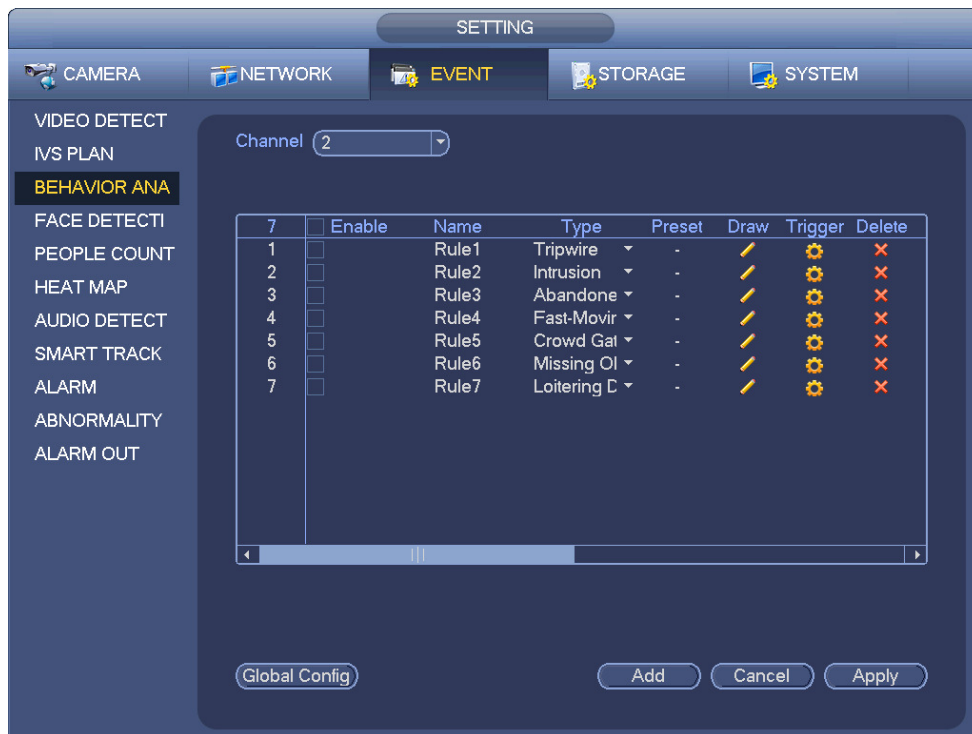 SETTING
CAMERA NETWORK EVENT STORAGE SYSTEM
VIDEO DETECT
IVS PLAN
BEHAVIOR ANA
FACE DETECTI
PEOPLE COUNT
HEAT MAP
AUDIO DETECT
SMART TRACK
ALARM
ABNORMALITY
ALARM OUT
Channel 2
7 Enable Name Type Preset Draw Trigger Delete
1 Rule1 Tripwire -
2 Rule2 Intrusion -
3 Rule3 Abandone -
4 Rule4 Fast-Movir -
5 Rule5 Crowd Gat -
6 Rule6 Missing Ol -
7 Rule7 Loitering D -
Global Config Add Cancel Apply